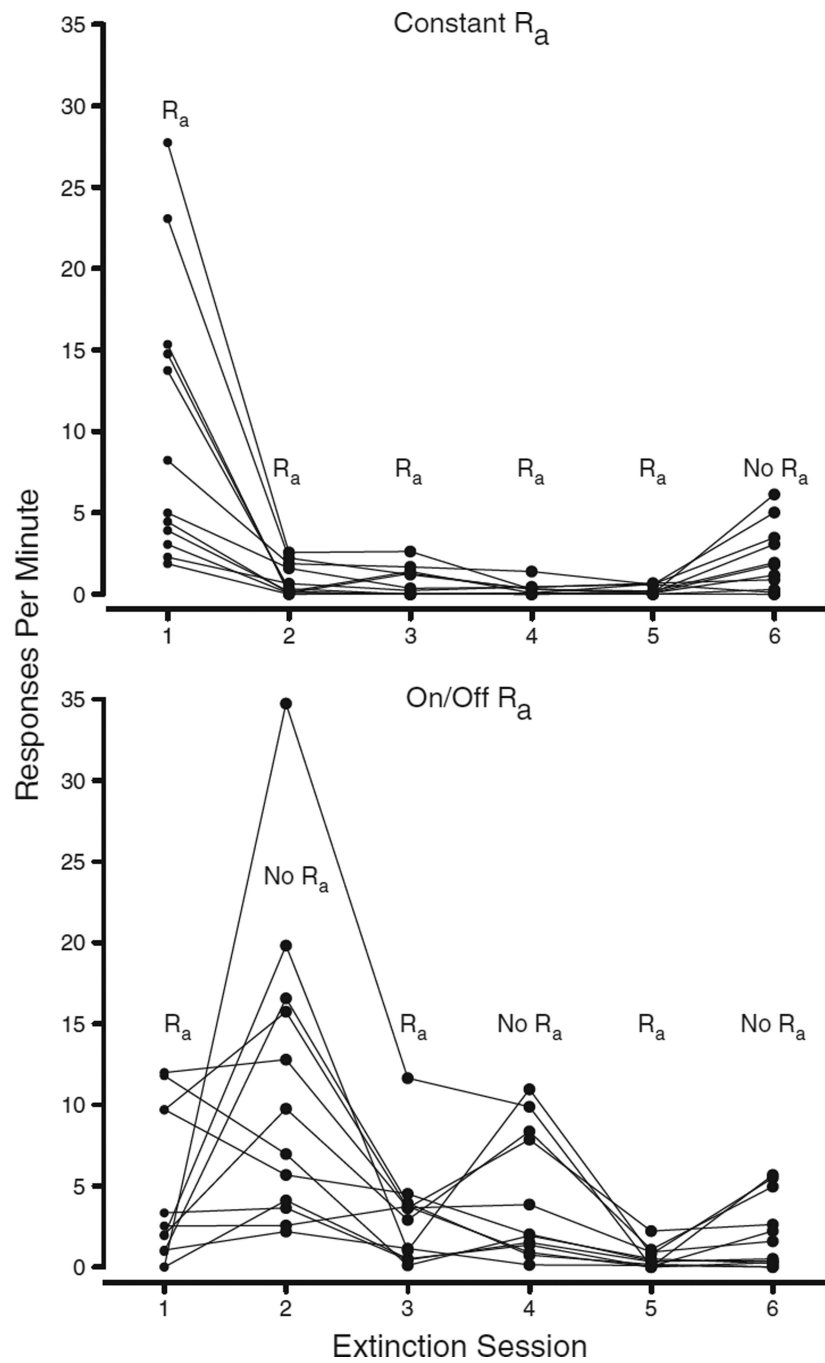 Constant Ra
35
30
25
20
15
10
5
0
Ra
Ra
Ra
Ra
Ra
No Ra
1 2 3 4 5 6
Responses Per Minute
On/Off Ra
35
30
25
20
15
10
5
0
Ra
No Ra
Ra
No Ra
Ra
No Ra
1 2 3 4 5 6
Extinction Session